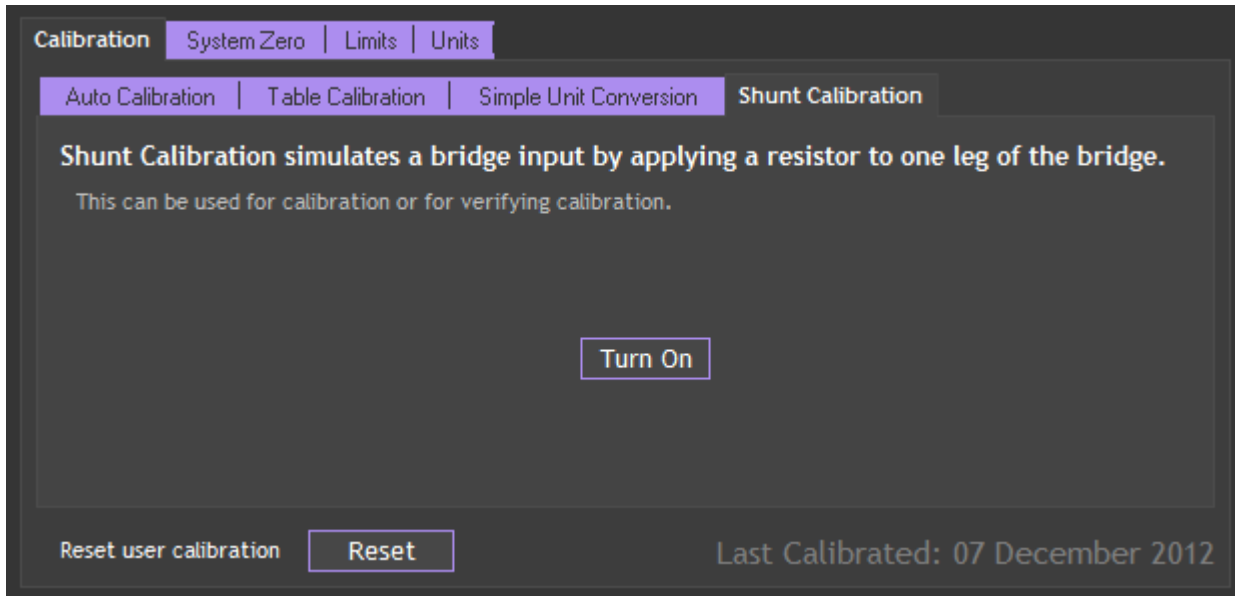 Calibration System Zero | Limits | Units
Auto Calibration | Table Calibration | Simple Unit Conversion Shunt Calibration
Shunt Calibration simulates a bridge input by applying a resistor to one leg of the bridge.
This can be used for calibration or for verifying calibration.
Turn On
Reset user calibration Reset Last Calibrated: 07 December 2012